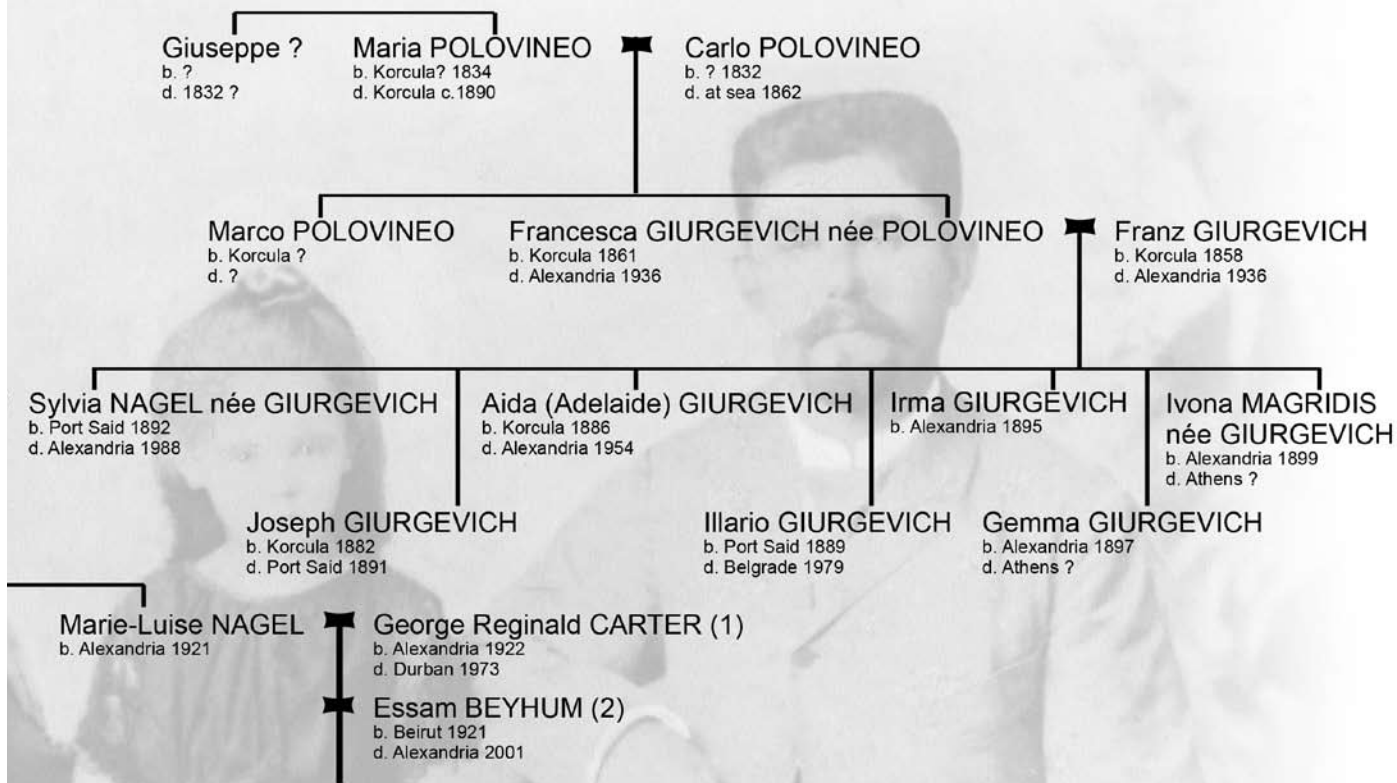 Giuseppe ?
b. ?
d. 1832 ?
Maria POLOVINEO
b. Korcula? 1834
d. Korcula c.1890
Carlo POLOVINEO
b. ? 1832
d. at sea 1862
Marco POLOVINEO
b. Korcula ?
d. ?
Francesca GIURGEVICH née POLOVINEO
b. Korcula 1861
d. Alexandria 1936
Franz GIURGEVICH
b. Korcula 1858
d. Alexandria 1936
Sylvia NAGEL née GIURGEVICH
b. Port Said 1892
d. Alexandria 1988
Aida (Adelaide) GIURGEVICH
b. Korcula 1886
d. Alexandria 1954
Irma GIURGEVICH
b. Alexandria 1895
Ivona MAGRIDIS
née GIURGEVICH
b. Alexandria 1899
d. Athens ?
Joseph GIURGEVICH
b. Korcula 1882
d. Port Said 1891
Illario GIURGEVICH
b. Port Said 1889
d. Belgrade 1979
Gemma GIURGEVICH
b. Alexandria 1897
d. Athens ?
Marie-Luise NAGEL
b. Alexandria 1921
George Reginald CARTER (1)
b. Alexandria 1922
d. Durban 1973
Essam BEYHUM (2)
b. Beirut 1921
d. Alexandria 2001